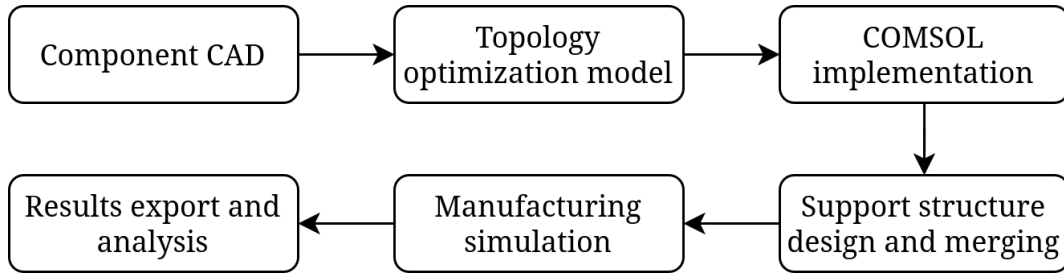 Component CAD
Topology
optimization model
COMSOL
implementation
Support structure
design and merging
Manufacturing
simulation
Results export and
analysis